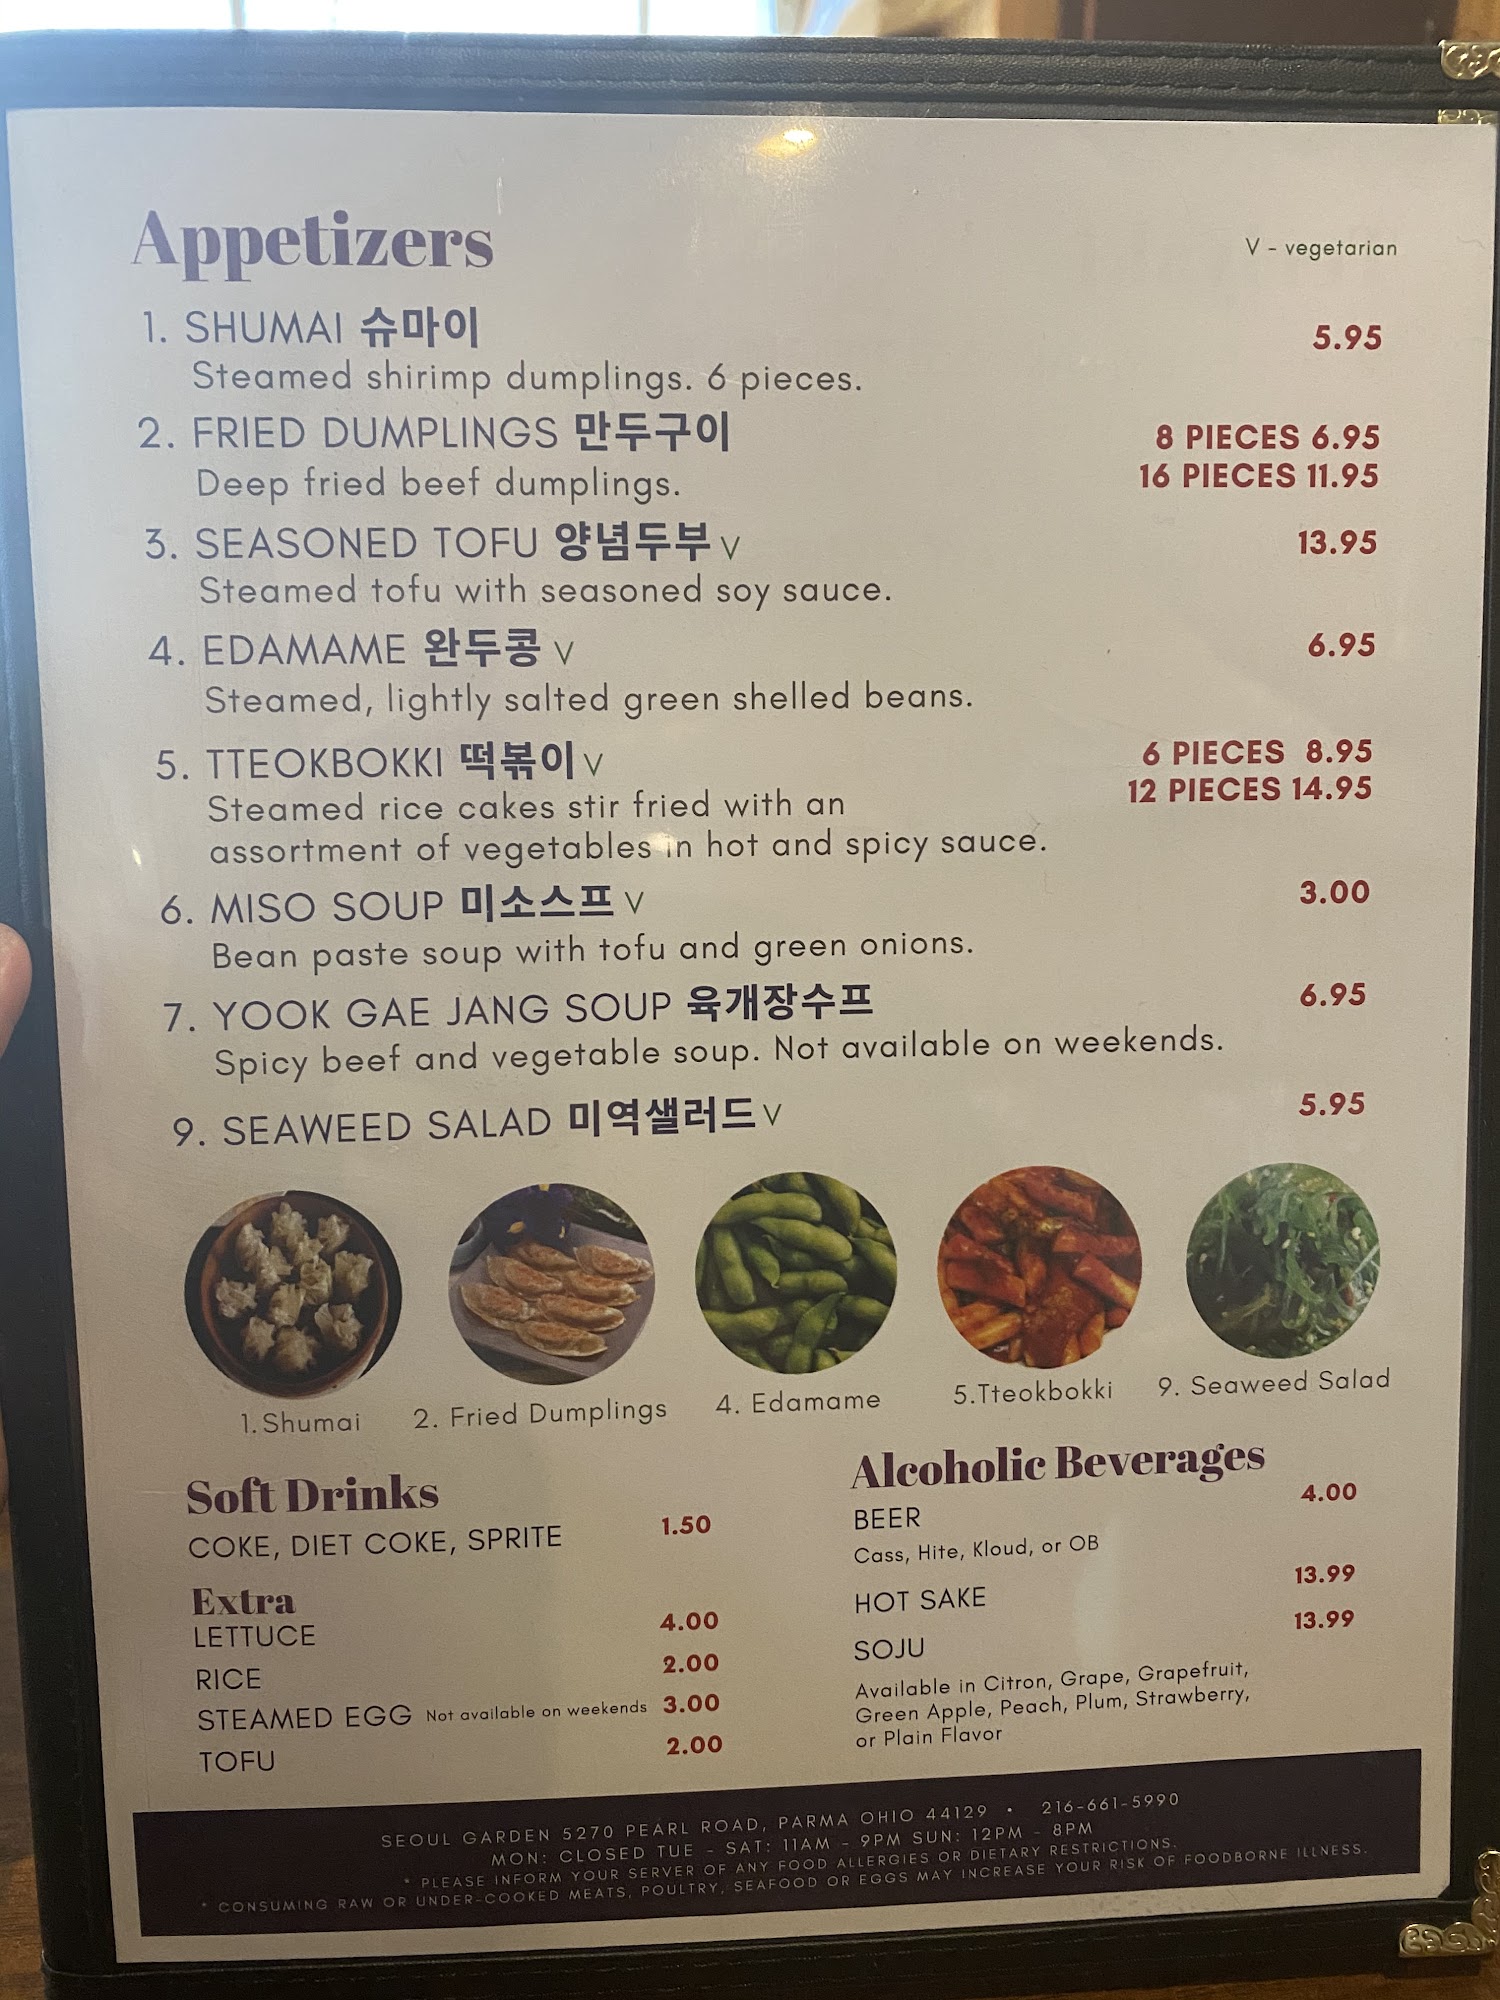 Appetizers
V - vegetarian
1. SHUMAI 슈마이
5.95
Steamed shirimp dumplings. 6 pieces.
2. FRIED DUMPLINGS 만두구이
8 PIECES 6.95
16 PIECES 11.95
Deep fried beef dumplings.
3. SEASONED TOFU 양념두부 V
13.95
Steamed tofu with seasoned soy sauce.
4. EDAMAME 완두콩 V
6.95
Steamed, lightly salted green shelled beans.
5. TTEOKBOKKI 떡볶이 V
6 PIECES 8.95
12 PIECES 14.95
Steamed rice cakes stir fried with an
assortment of vegetables in hot and spicy sauce.
6. MISO SOUP 미소스프 V
3.00
Bean paste soup with tofu and green onions.
7. YOOK GAE JANG SOUP 육개장수프
6.95
Spicy beef and vegetable soup. Not available on weekends.
9. SEAWEED SALAD 미역샐러드 V
5.95
1. Shumai
2. Fried Dumplings
4. Edamame
5.Tteokbokki
9. Seaweed Salad
Soft Drinks
COKE, DIET COKE, SPRITE 1.50
Extra
LETTUCE 4.00
RICE 2.00
STEAMED EGG Not available on weekends 3.00
TOFU 2.00
Alcoholic Beverages
BEER 4.00
Cass, Hite, Kloud, or OB
HOT SAKE 13.99
SOJU 13.99
Available in Citron, Grape, Grapefruit,
Green Apple, Peach, Plum, Strawberry,
or Plain Flavor
SEOUL GARDEN 5270 PEARL ROAD, PARMA OHIO 44129 • 216-661-5990
MON: CLOSED TUE - SAT: 11AM - 9PM SUN: 12PM - 8PM
* PLEASE INFORM YOUR SERVER OF ANY FOOD ALLERGIES OR DIETARY RESTRICTIONS.
* CONSUMING RAW OR UNDER-COOKED MEATS, POULTRY, SEAFOOD OR EGGS MAY INCREASE YOUR RISK OF FOODBORNE ILLNESS.